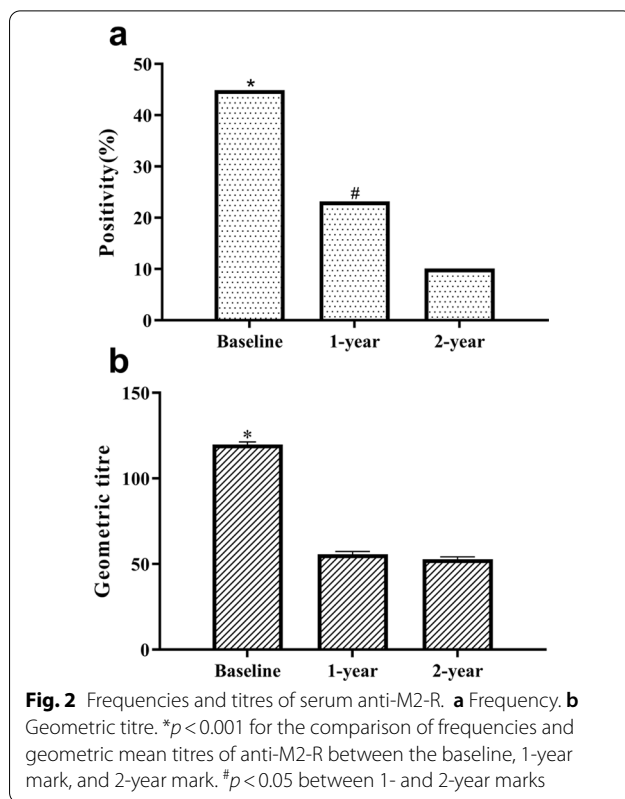 a
50
40
30
20
10
0
Positivity(%)
*
#
Baseline 1-year 2-year
b
150
100
50
0
Geometric titre
*
Baseline 1-year 2-year
Fig. 2 Frequencies and titres of serum anti-M2-R. a Frequency. b
Geometric titre. *p < 0.001 for the comparison of frequencies and
geometric mean titres of anti-M2-R between the baseline, 1-year
mark, and 2-year mark. #p < 0.05 between 1- and 2-year marks